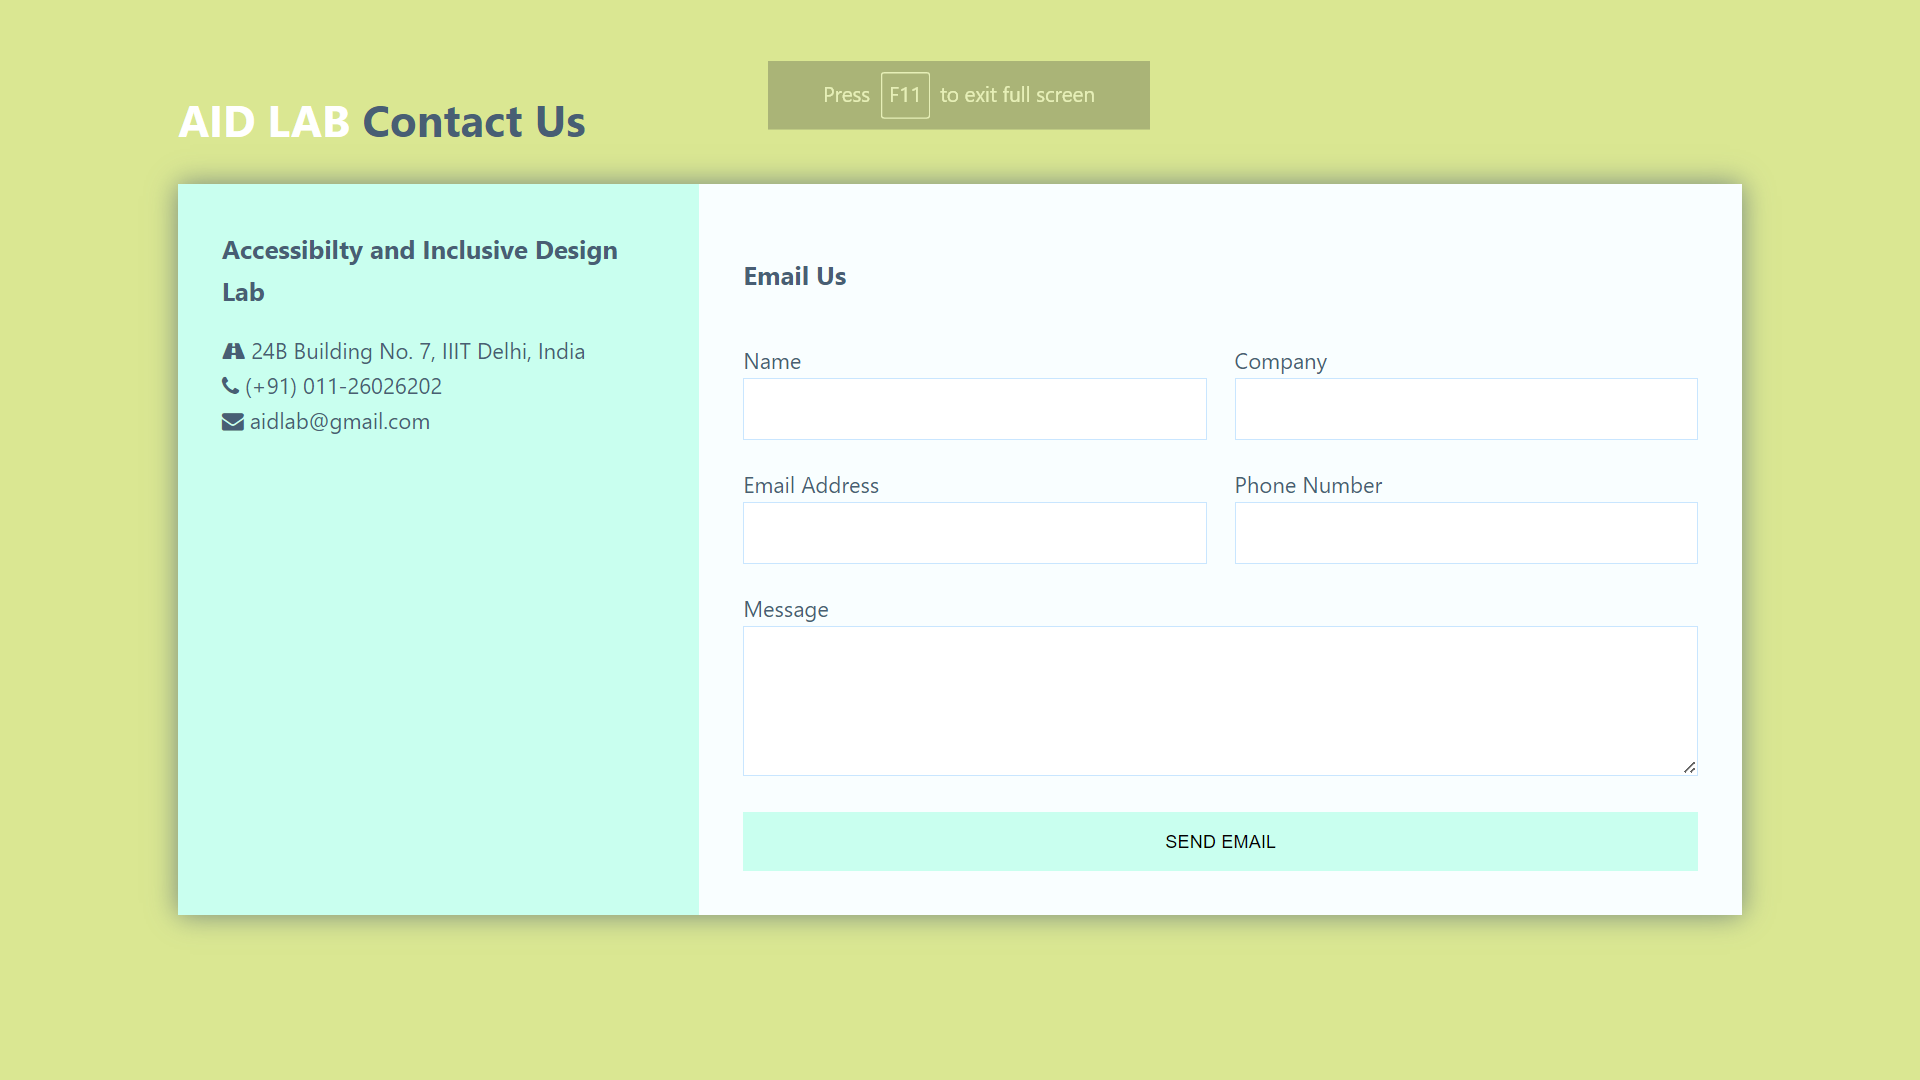 Press F11 to exit full screen
AID LAB Contact Us
Accessibilty and Inclusive Design
Lab
24B Building No. 7, IIIT Delhi, India
(+91) 011-26026202
aidlab@gmail.com
Email Us
Name
Company
Email Address
Phone Number
Message
SEND EMAIL